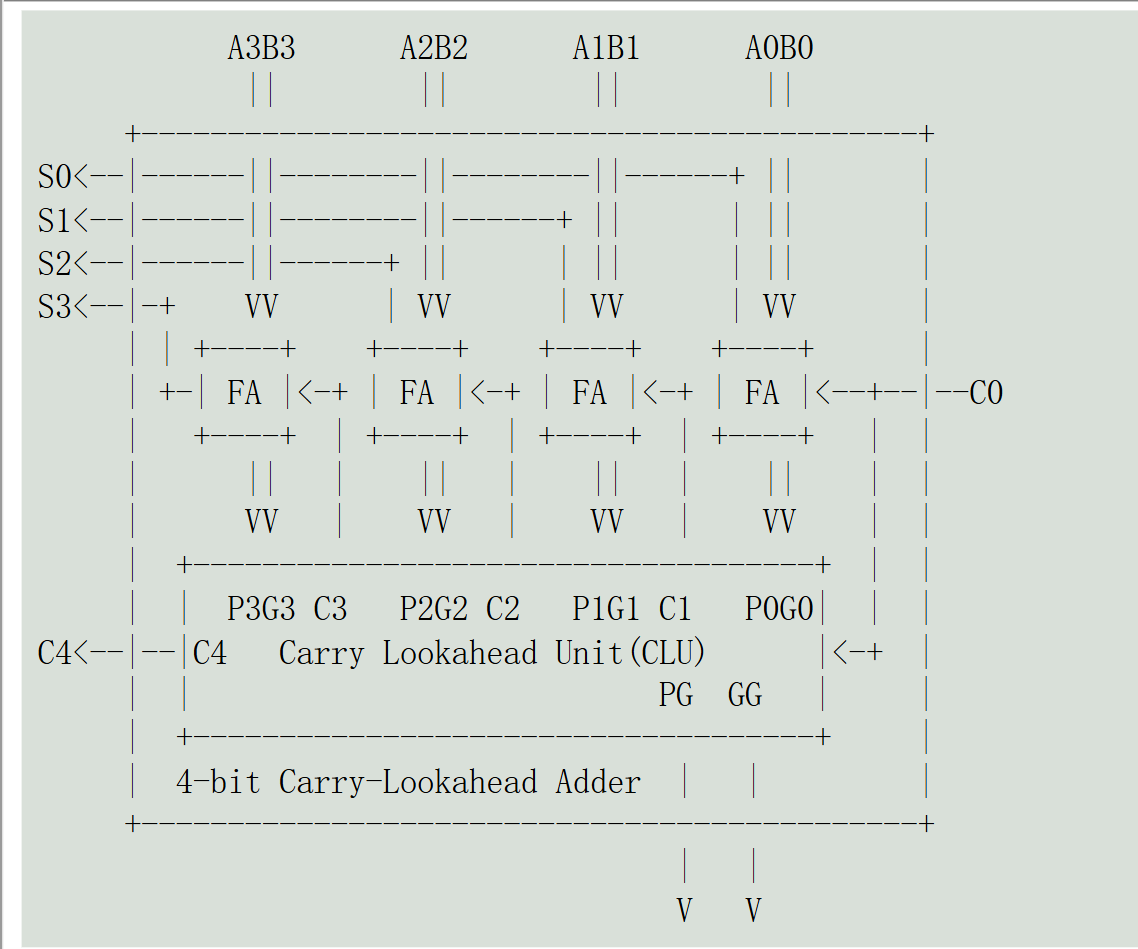 A3B3 A2B2 A1B1 A0B0
|| || || ||
+---------------------------------------------+
S0<--|------||--------||--------||------+ || |
S1<--|------||--------||------+ || | || |
S2<--|------||------+ || | || | || |
S3<--|-+ VV | VV | VV | VV |
| | +----+ +----+ +----+ +----+ |
| +-| FA |<-+ | FA |<-+ | FA |<-+ | FA |<--+--|--C0
| +----+ | +----+ | +----+ | +----+ | |
| || | || | || | || | |
| VV | VV | VV | VV | |
| +------------------------------------+ | |
| | P3G3 C3 P2G2 C2 P1G1 C1 P0G0| | |
C4<--|--|C4 Carry Lookahead Unit(CLU) |<-+ |
| | PG GG | |
| +------------------------------------+ |
| 4-bit Carry-Lookahead Adder | | |
+---------------------------------------------+
| |
V V